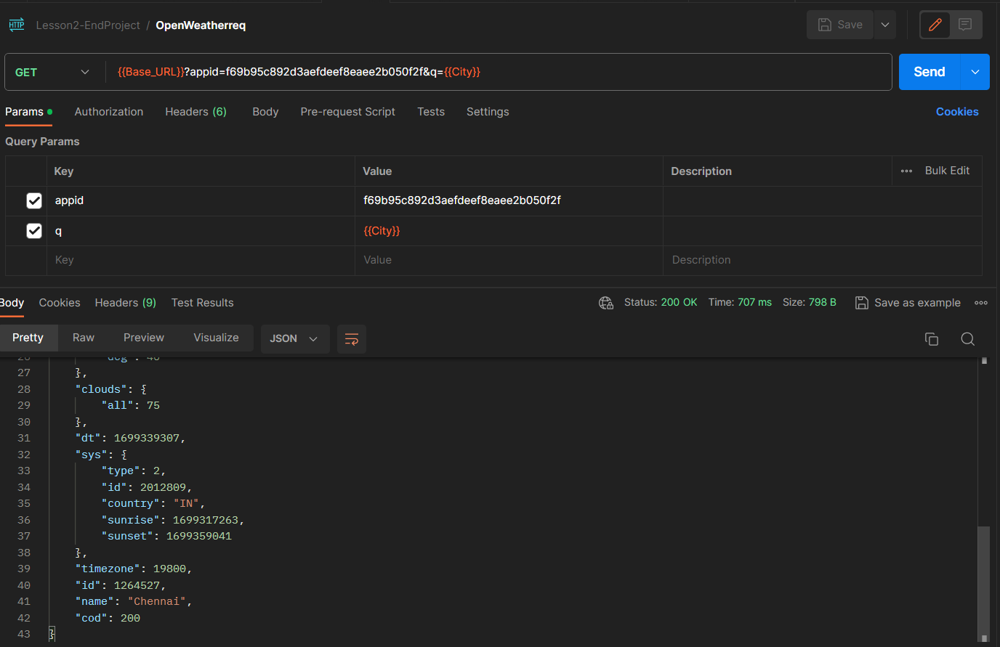 HTTP Lesson2-EndProject / OpenWeatherreq Save
GET {{Base_URL}}?appid=f69b95c892d3aefdeef8eaee2b050f2f&q={{City}} Send
Params Authorization Headers (6) Body Pre-request Script Tests Settings Cookies
Query Params
Key Value Description Bulk Edit
appid f69b95c892d3aefdeef8eaee2b050f2f
q {{City}}
Key Value Description
Body Cookies Headers (9) Test Results Status: 200 OK Time: 707 ms Size: 798 B Save as example
Pretty Raw Preview Visualize JSON
27 },
28 "clouds": {
29 "all": 75
30 },
31 "dt": 1699339307,
32 "sys": {
33 "type": 2,
34 "id": 2012809,
35 "country": "IN",
36 "sunrise": 1699317263,
37 "sunset": 1699359041
38 },
39 "timezone": 19800,
40 "id": 1264527,
41 "name": "Chennai",
42 "cod": 200
43 }